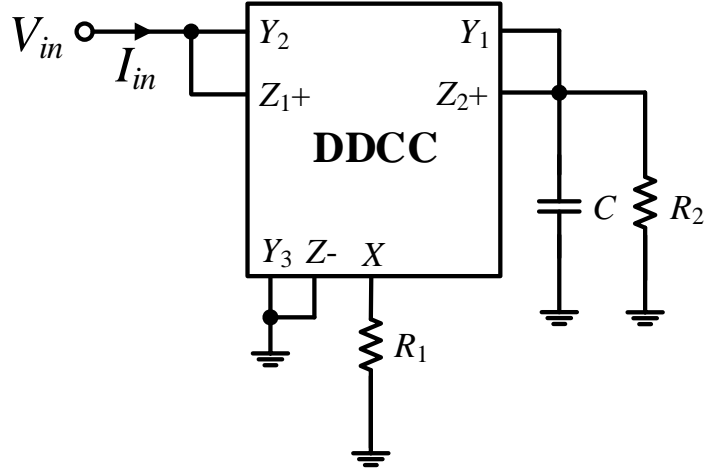 V_in
I_in
Y_2
Y_1
Z_1+
Z_2+
DDCC
C
R_2
Y_3
Z-
X
R_1